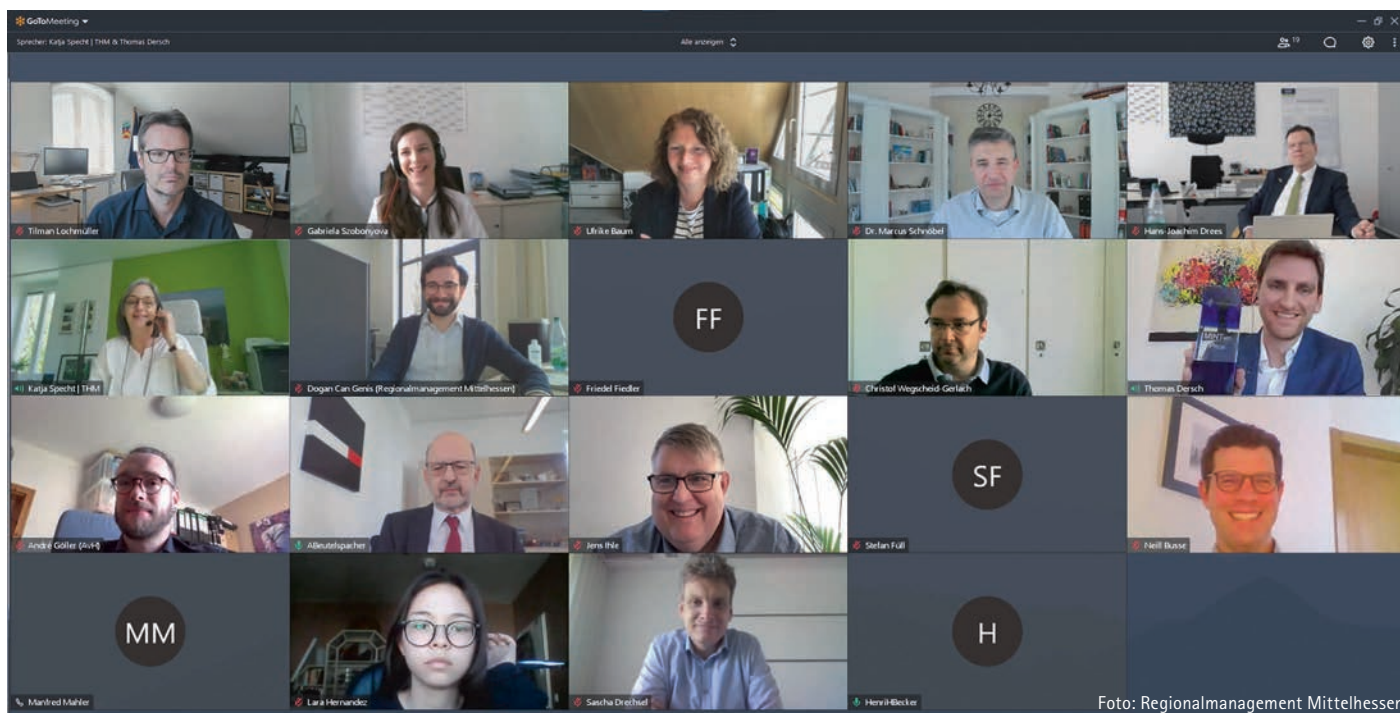 GoToMeeting
Sprecher: Katja Specht | THM & Thomas Dersch
Alle anzeigen
19
Tilman Lochmüller
Gabriela Szobonyova
Ulrike Baum
Dr. Marcus Schnöbel
Hans-Joachim Drees
Katja Specht | THM
Dogan Can Genis (Regionalmanagement Mittelhessen)
FF
Friedel Fiedler
Christof Wegscheid-Gerlach
MINT
Thomas Dersch
André Göller (AvH)
ABeutelspacher
Jens Ihle
SF
Stefan Füll
Neill Busse
MM
Manfred Mahler
Lara Hernandez
Sascha Drechsel
H
HenriHBecker
Foto: Regionalmanagement Mittelhessen